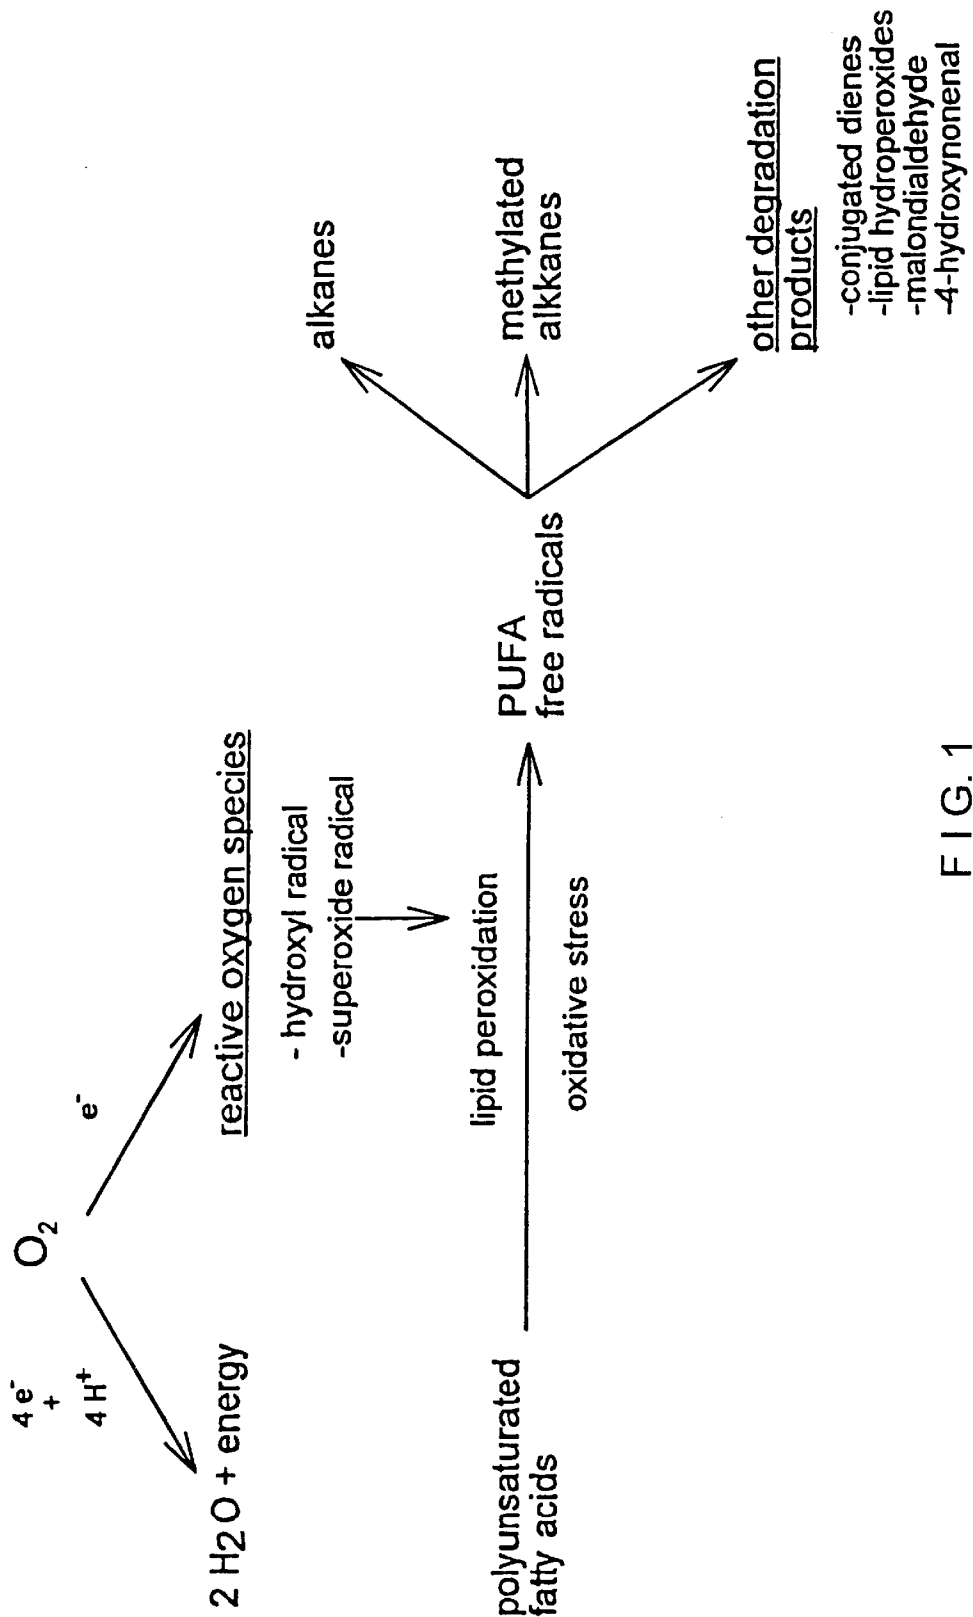 O2
4 e-
+
4 H+
e-
2 H2O + energy
reactive oxygen species
- hydroxyl radical
-superoxide radical
lipid peroxidation
oxidative stress
polyunsaturated
fatty acids
PUFA
free radicals
alkanes
methylated
alkkanes
other degradation
products
-conjugated dienes
-lipid hydroperoxides
-malondialdehyde
-4-hydroxynonenal
F I G. 1